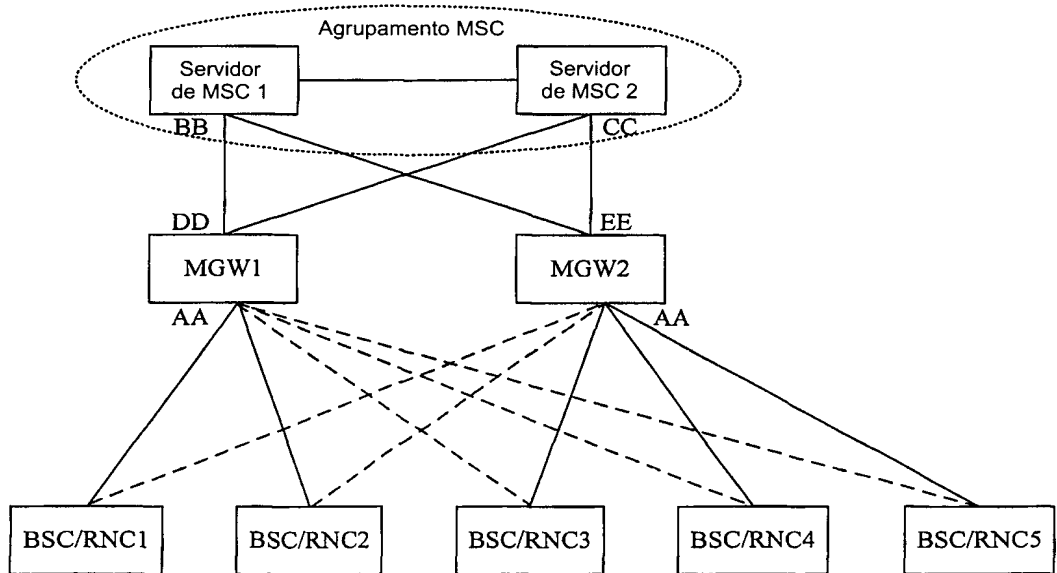 Agrupamento MSC
Servidor
de MSC 1
Servidor
de MSC 2
BB
CC
DD
EE
MGW1
MGW2
AA
AA
BSC/RNC1
BSC/RNC2
BSC/RNC3
BSC/RNC4
BSC/RNC5